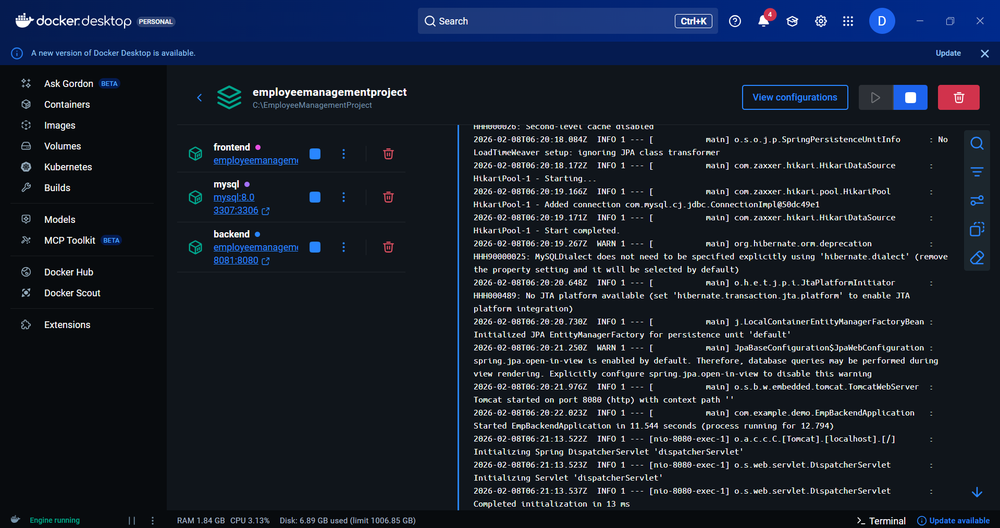 docker.desktop PERSONAL
Search
Ctrl+K
4
D
A new version of Docker Desktop is available.
Update
Ask Gordon BETA
Containers
Images
Volumes
Kubernetes
Builds
Models
MCP Toolkit BETA
Docker Hub
Docker Scout
Extensions
employeemanagementproject
C:\EmployeeManagementProject
View configurations
frontend
employeemanageme
mysql
mysql:8.0
3307:3306
backend
employeemanageme
8081:8080
HHH000026: Second-level cache disabled
2026-02-08T06:20:18.084Z  INFO 1 --- [           main] o.s.o.j.p.SpringPersistenceUnitInfo      : No
LoadTimeWeaver setup: ignoring JPA class transformer
2026-02-08T06:20:18.172Z  INFO 1 --- [           main] com.zaxxer.hikari.HikariDataSource       :
HikariPool-1 - Starting...
2026-02-08T06:20:19.166Z  INFO 1 --- [           main] com.zaxxer.hikari.pool.HikariPool        :
HikariPool-1 - Added connection com.mysql.cj.jdbc.ConnectionImpl@50dc49e1
2026-02-08T06:20:19.171Z  INFO 1 --- [           main] com.zaxxer.hikari.HikariDataSource       :
HikariPool-1 - Start completed.
2026-02-08T06:20:19.267Z  WARN 1 --- [           main] org.hibernate.orm.deprecation            :
HHH90000025: MySQLDialect does not need to be specified explicitly using 'hibernate.dialect' (remove
the property setting and it will be selected by default)
2026-02-08T06:20:20.648Z  INFO 1 --- [           main] o.h.e.t.j.p.i.JtaPlatformInitiator       :
HHH000489: No JTA platform available (set 'hibernate.transaction.jta.platform' to enable JTA
platform integration)
2026-02-08T06:20:20.730Z  INFO 1 --- [           main] j.LocalContainerEntityManagerFactoryBean :
Initialized JPA EntityManagerFactory for persistence unit 'default'
2026-02-08T06:20:21.250Z  WARN 1 --- [           main] JpaBaseConfiguration$JpaWebConfiguration :
spring.jpa.open-in-view is enabled by default. Therefore, database queries may be performed during
view rendering. Explicitly configure spring.jpa.open-in-view to disable this warning
2026-02-08T06:20:21.976Z  INFO 1 --- [           main] o.s.b.w.embedded.tomcat.TomcatWebServer  :
Tomcat started on port 8080 (http) with context path ''
2026-02-08T06:20:22.023Z  INFO 1 --- [           main] com.example.demo.EmpBackendApplication   :
Started EmpBackendApplication in 11.544 seconds (process running for 12.794)
2026-02-08T06:21:13.522Z  INFO 1 --- [nio-8080-exec-1] o.a.c.c.C.[Tomcat].[localhost].[/]       :
Initializing Spring DispatcherServlet 'dispatcherServlet'
2026-02-08T06:21:13.523Z  INFO 1 --- [nio-8080-exec-1] o.s.web.servlet.DispatcherServlet        :
Initializing Servlet 'dispatcherServlet'
2026-02-08T06:21:13.537Z  INFO 1 --- [nio-8080-exec-1] o.s.web.servlet.DispatcherServlet        :
Completed initialization in 13 ms
Engine running
RAM 1.84 GB  CPU 3.13%  Disk: 6.89 GB used (limit 1006.85 GB)
Terminal
Update available